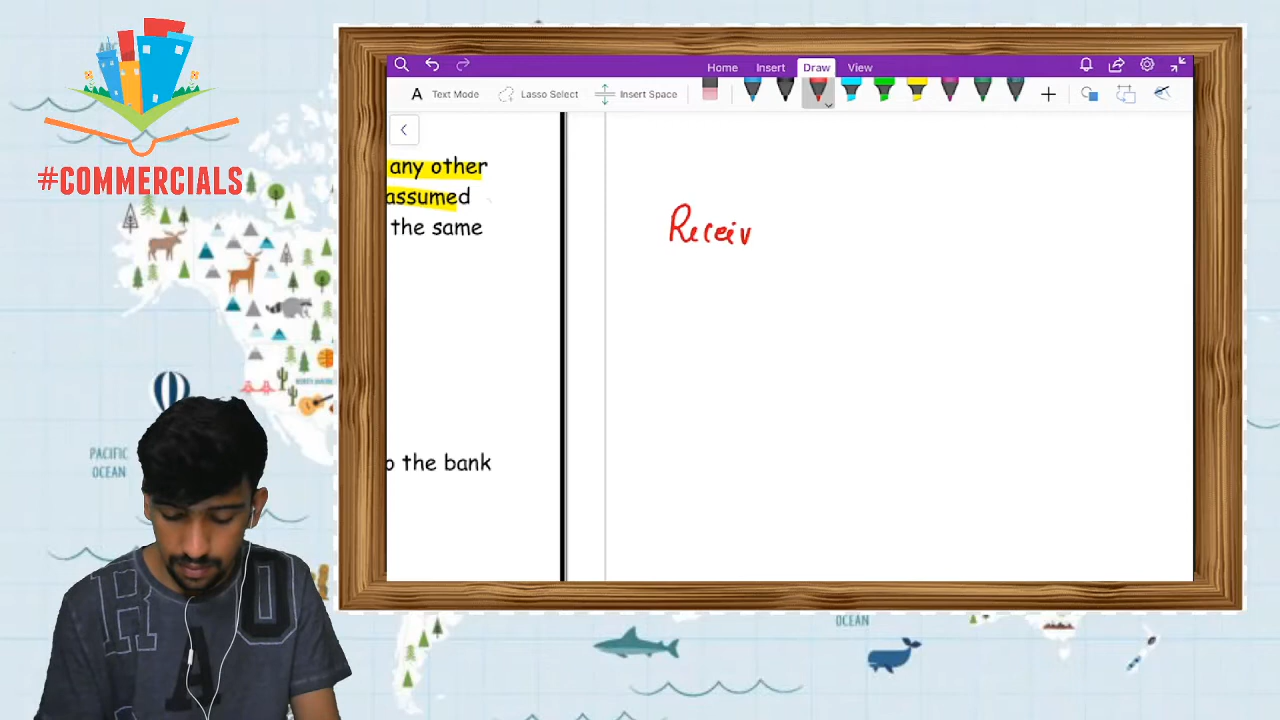 #COMMERCIALS
Home Insert Draw View
A Text Mode Lasso Select Insert Space
any other
assumed
the same
Receiv
the bank
PACIFIC
OCEAN
OCEAN